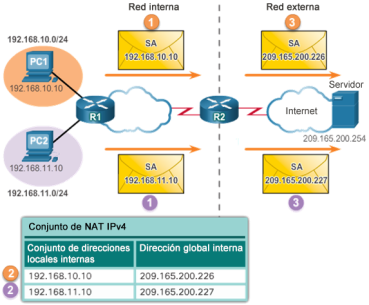 Red interna
Red externa
1
3
192.168.10.0/24
SA
192.168.10.10
SA
209.165.200.226
PC1
192.168.10.10
Servidor
R1
R2
Internet
PC2
192.168.11.10
209.165.200.254
SA
192.168.11.10
SA
209.165.200.227
192.168.11.0/24
1
3
Conjunto de NAT IPv4
Conjunto de direcciones locales internas
Dirección global interna
2
192.168.10.10
209.165.200.226
2
192.168.11.10
209.165.200.227